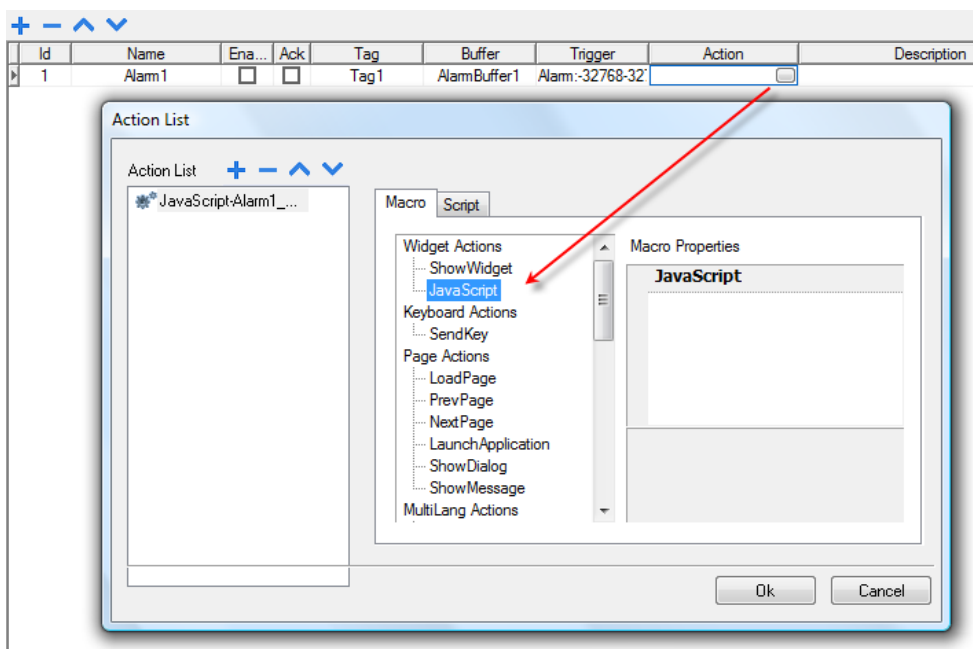 Id Name Ena... Ack Tag Buffer Trigger Action Description
1 Alarm1 Tag1 AlarmBuffer1 Alarm:-32768-327
Action List
Action List
JavaScript-Alarm1_...
Macro Script
Widget Actions
ShowWidget
JavaScript
Keyboard Actions
SendKey
Page Actions
LoadPage
PrevPage
NextPage
LaunchApplication
ShowDialog
ShowMessage
MultiLang Actions
Macro Properties
JavaScript
Ok Cancel